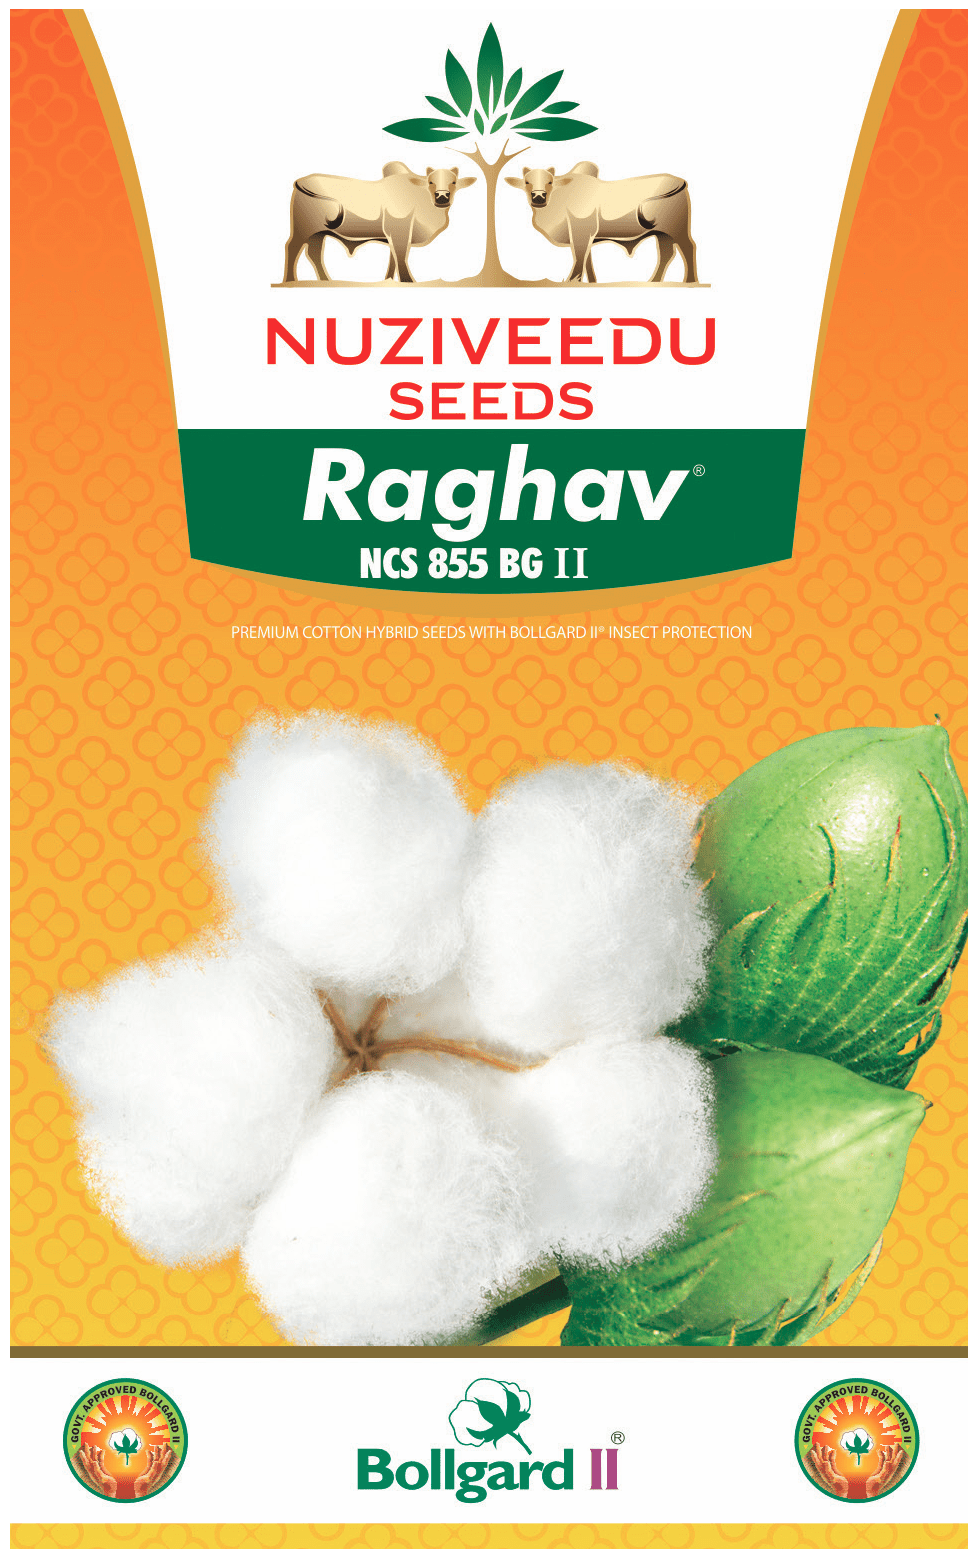 NUZIVEEDU
SEEDS
Raghav®
NCS 855 BG II
PREMIUM COTTON HYBRID SEEDS WITH BOLLGARD II® INSECT PROTECTION
GOVT. APPROVED BOLLGARD II
Bollgard II®
GOVT. APPROVED BOLLGARD II